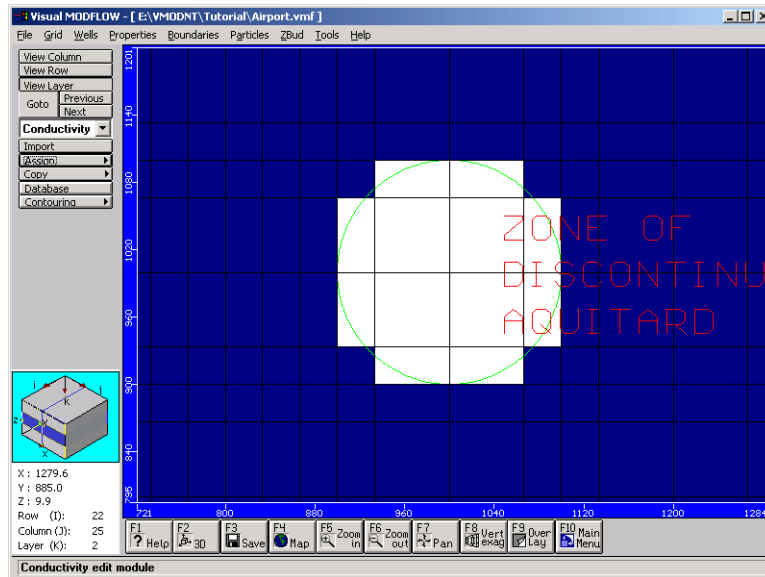 Visual MODFLOW - [ E:\VMODNT\Tutorial\Airport.vmf ]
File Grid Wells Properties Boundaries Particles ZBud Tools Help
View Column
View Row
View Layer
Goto Previous
Next
Conductivity
Import
Assign
Copy
Database
Contouring
1201
1140
1080
1020
960
900
840
795
ZONE OF
DISCONTINU
AQUITARD
i j
K
z y
x
X : 1279.6
Y : 885.0
Z : 9.9
Row (I): 22
Column (J): 25
Layer (K): 2
721 800 880 960 1040 1120 1200 1284
F1 ? Help
F2 3D
F3 Save
F4 Map
F5 Zoom in
F6 Zoom out
F7 Pan
F8 Vert exag
F9 Over Lay
F10 Main Menu
Conductivity edit module